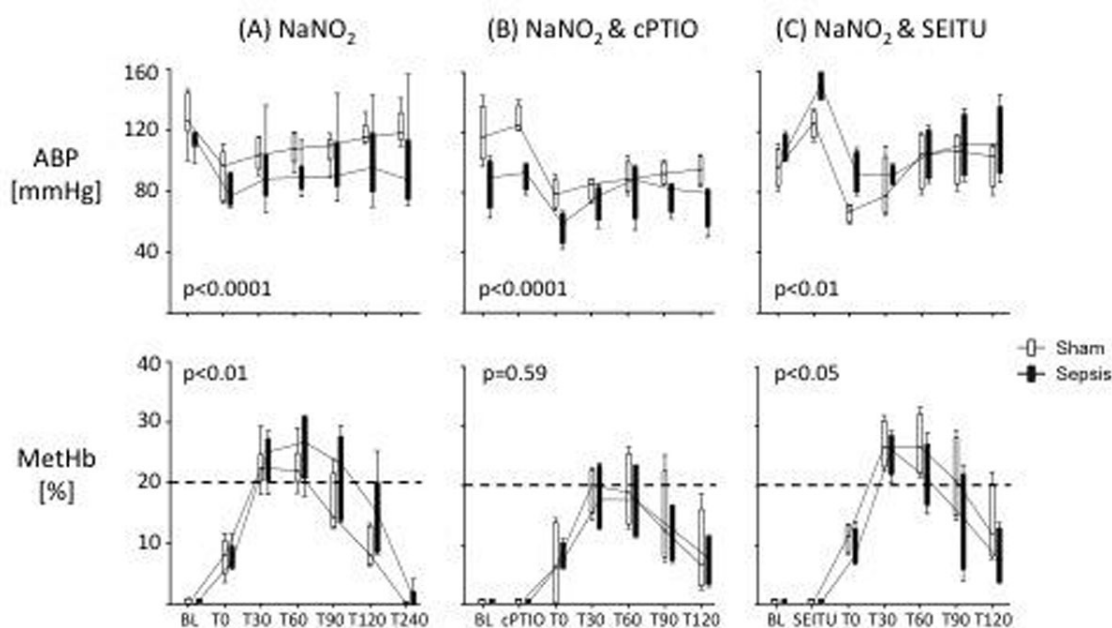 (A) NaNO2
(B) NaNO2 & cPTIO
(C) NaNO2 & SEITU
ABP
[mmHg]
160
120
80
40
p<0.0001
p<0.0001
p<0.01
Sham
Sepsis
MetHb
[%]
40
30
20
10
p<0.01
p=0.59
p<0.05
BL T0 T30 T60 T90 T120 T240
BL cPTIO T0 T30 T60 T90 T120
BL SEITU T0 T30 T60 T90 T120